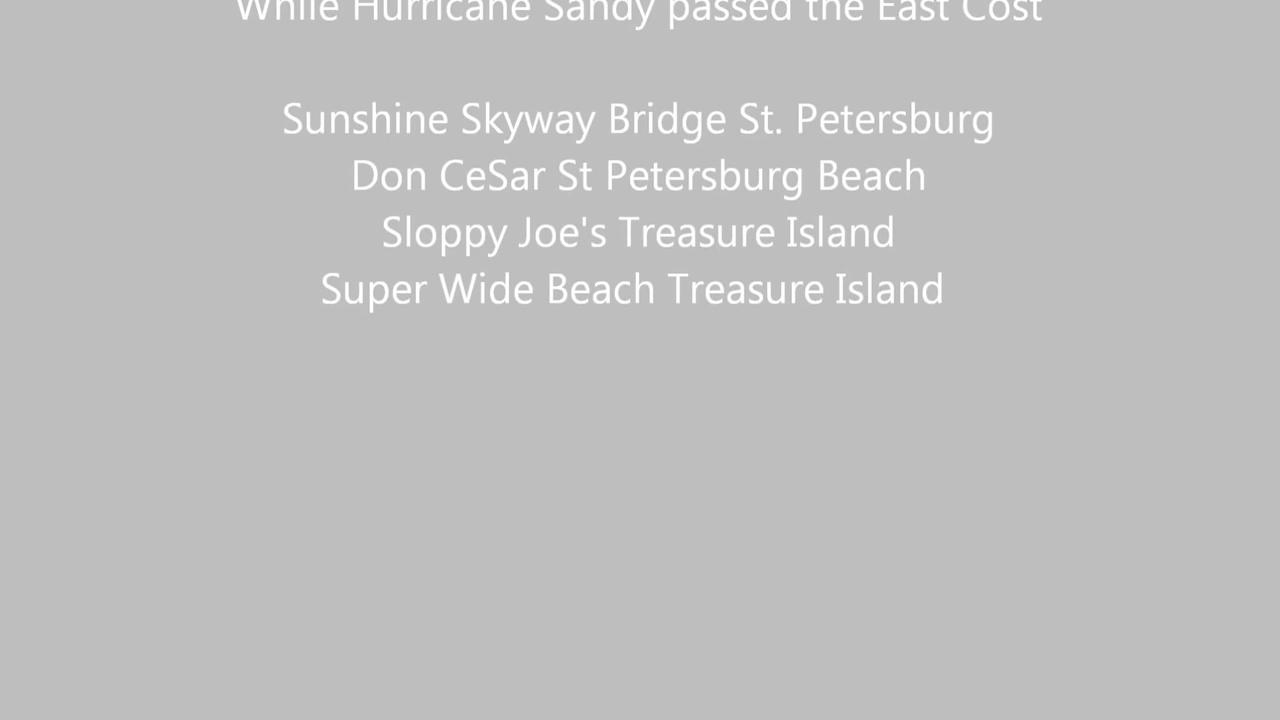 While Hurricane Sandy passed the East Cost
Sunshine Skyway Bridge St. Petersburg
Don CeSar St Petersburg Beach
Sloppy Joe's Treasure Island
Super Wide Beach Treasure Island